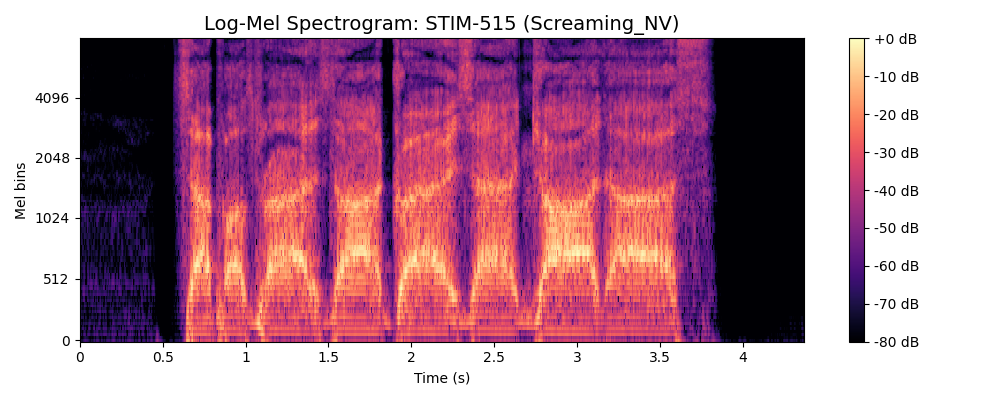 Log-Mel Spectrogram: STIM-515 (Screaming_NV)
Mel bins
4096
2048
1024
512
0
0 0.5 1 1.5 2 2.5 3 3.5 4
Time (s)
+0 dB
-10 dB
-20 dB
-30 dB
-40 dB
-50 dB
-60 dB
-70 dB
-80 dB